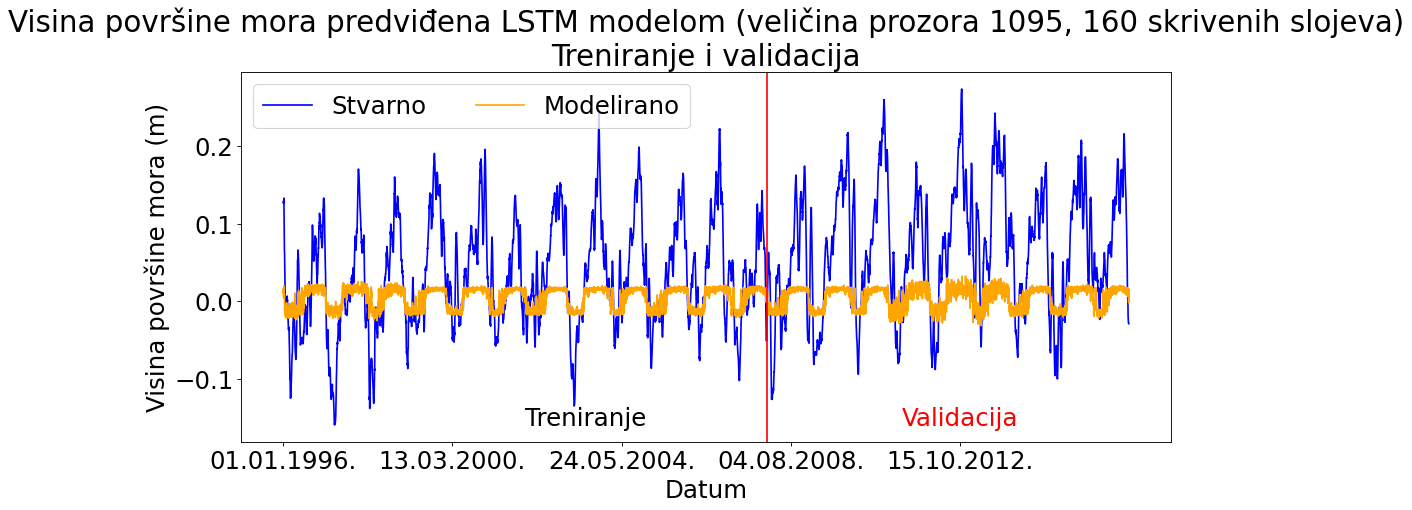 Visina površine mora predviđena LSTM modelom (veličina prozora 1095, 160 skrivenih slojeva)
Treniranje i validacija
Stvarno Modelirano
Visina površine mora (m)
0.2
0.1
0.0
−0.1
Treniranje Validacija
01.01.1996. 13.03.2000. 24.05.2004. 04.08.2008. 15.10.2012.
Datum